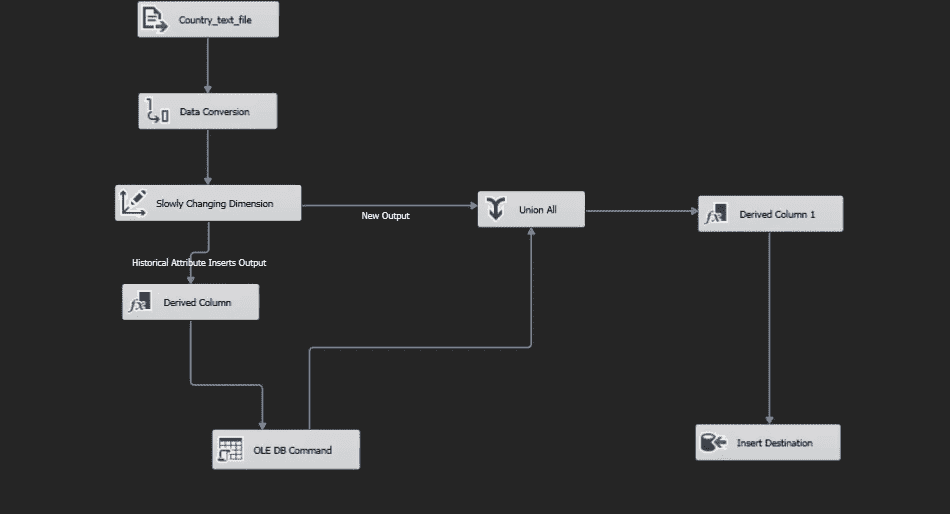 Country_text_file
Data Conversion
Slowly Changing Dimension
New Output
Union All
Derived Column 1
Historical Attribute Inserts Output
Derived Column
OLE DB Command
Insert Destination